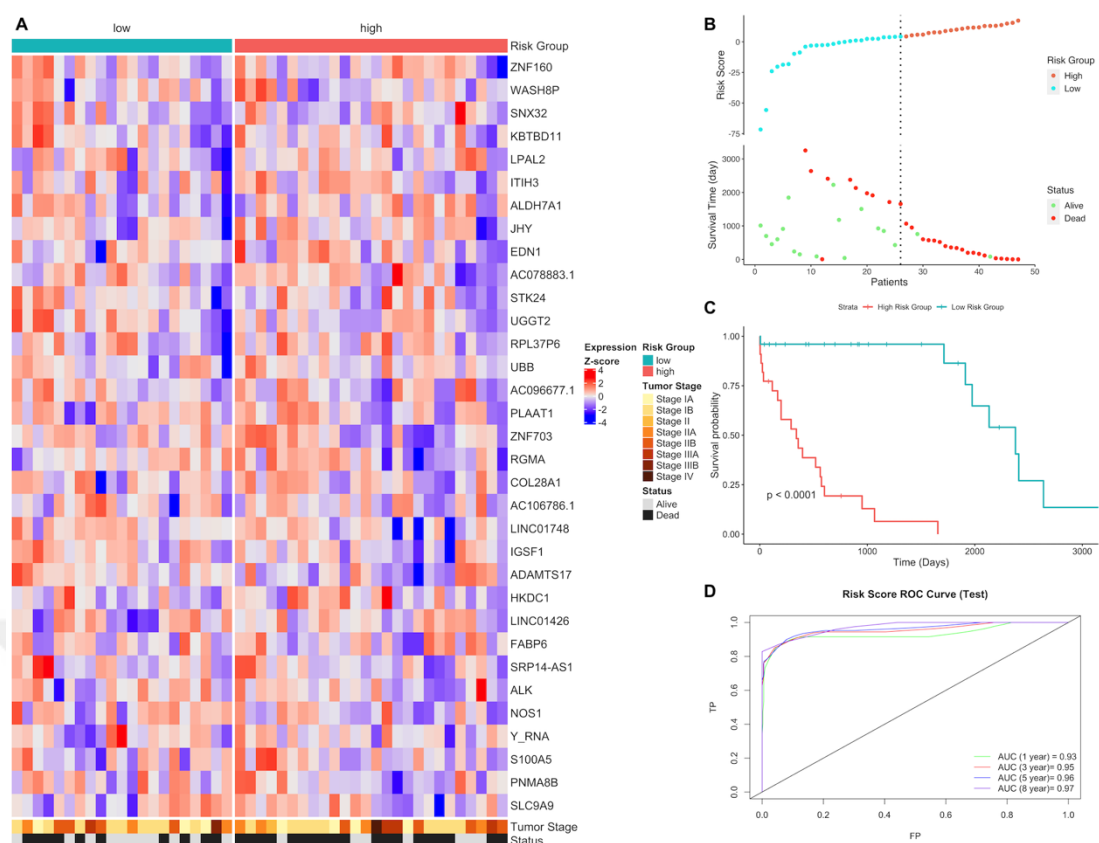 A
low
high
Risk Group
ZNF160
WASH8P
SNX32
KBTBD11
LPAL2
ITIH3
ALDH7A1
JHY
EDN1
AC078883.1
STK24
UGGT2
RPL37P6
UBB
AC096677.1
PLAAT1
ZNF703
RGMA
COL28A1
AC106786.1
LINC01748
IGSF1
ADAMTS17
HKDC1
LINC01426
FABP6
SRP14-AS1
ALK
NOS1
Y_RNA
S100A5
PNMA8B
SLC9A9
Tumor Stage
Status
Expression
Z-score
4
2
0
-2
-4
Risk Group
low
high
Tumor Stage
Stage IA
Stage IB
Stage II
Stage IIA
Stage IIB
Stage IIIA
Stage IIIB
Stage IV
Status
Alive
Dead
B
Risk Score
0
-25
-50
-75
Risk Group
High
Low
Survival Time (day)
3000
2000
1000
0
0
10
20
30
40
50
Patients
Status
Alive
Dead
Strata
High Risk Group
Low Risk Group
C
Survival probability
1.00
0.75
0.50
0.25
0.00
p < 0.0001
0
1000
2000
3000
Time (Days)
D
Risk Score ROC Curve (Test)
TP
1.0
0.8
0.6
0.4
0.2
0.0
AUC (1 year) = 0.93
AUC (3 year)= 0.95
AUC (5 year)= 0.96
AUC (8 year)= 0.97
0.0
0.2
0.4
0.6
0.8
1.0
FP